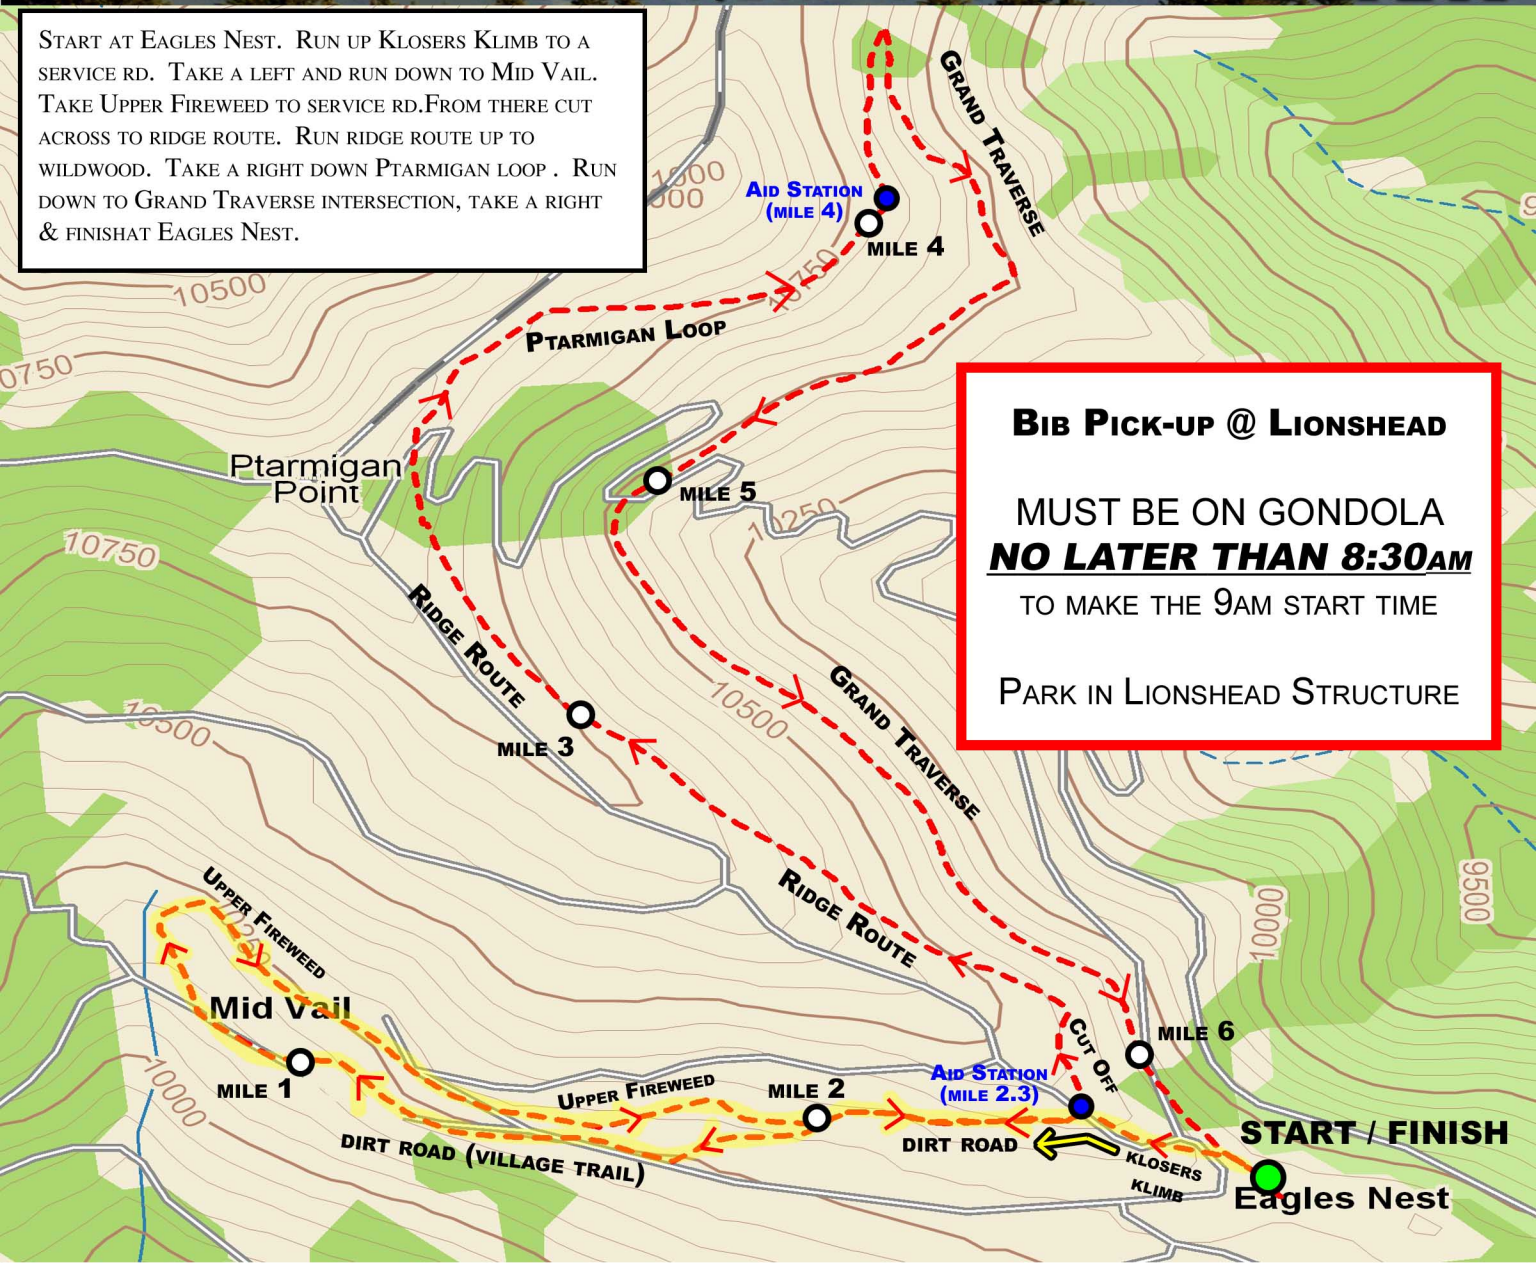 START AT EAGLES NEST. RUN UP KLOSERS KLIMB TO A
SERVICE RD. TAKE A LEFT AND RUN DOWN TO MID VAIL.
TAKE UPPER FIREWEED TO SERVICE RD.FROM THERE CUT
ACROSS TO RIDGE ROUTE. RUN RIDGE ROUTE UP TO
WILDWOOD. TAKE A RIGHT DOWN PTARMIGAN LOOP . RUN
DOWN TO GRAND TRAVERSE INTERSECTION, TAKE A RIGHT
& FINISHAT EAGLES NEST.
GRAND TRAVERSE
AID STATION
(MILE 4)
MILE 4
10500
10750
PTARMIGAN LOOP
0750
Ptarmigan
Point
MILE 5
10250
10750
BIB PICK-UP @ LIONSHEAD
MUST BE ON GONDOLA
NO LATER THAN 8:30AM
TO MAKE THE 9AM START TIME
PARK IN LIONSHEAD STRUCTURE
RIDGE ROUTE
MILE 3
10500
10500
GRAND TRAVERSE
RIDGE ROUTE
10000
9500
UPPER FIREWEED
Mid Vail
MILE 1
10000
UPPER FIREWEED
MILE 2
DIRT ROAD (VILLAGE TRAIL)
AID STATION
(MILE 2.3)
CUT OFF
MILE 6
DIRT ROAD
KLOSERS
KLIMB
START / FINISH
Eagles Nest